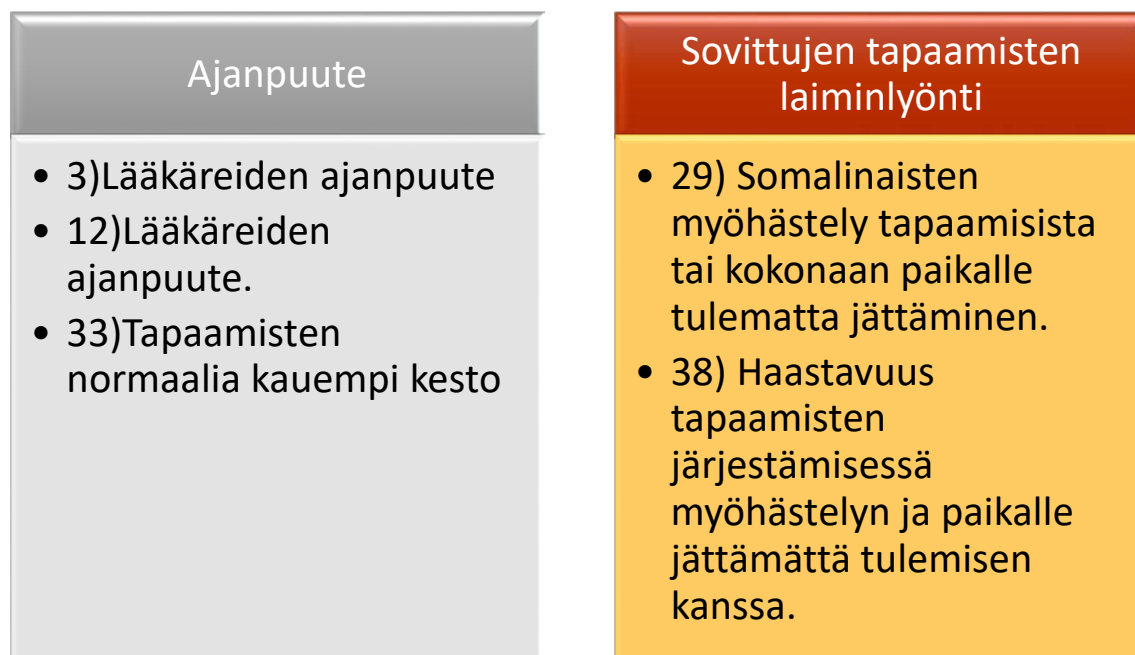 Ajanpuute
• 3)Lääkäreiden ajanpuute
• 12)Lääkäreiden
ajanpuute.
• 33)Tapaamisten
normaalia kauempi kesto
Sovittujen tapaamisten
laiminlyönti
• 29) Somalinaisten
myöhästely tapaamisista
tai kokonaan paikalle
tulematta jättäminen.
• 38) Haastavuus
tapaamisten
järjestämisessä
myöhästelyn ja paikalle
jättämättä tulemisen
kanssa.